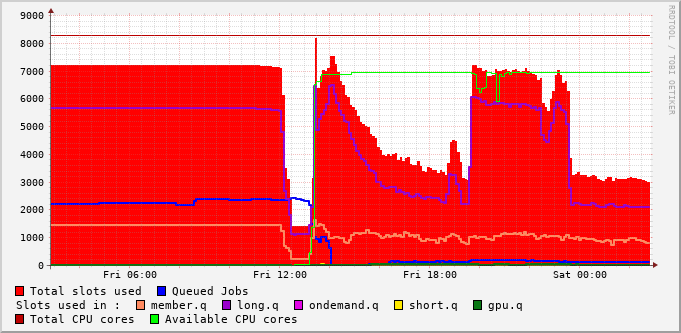 9000
8000
7000
6000
5000
4000
3000
2000
1000
0
Fri 06:00 Fri 12:00 Fri 18:00 Sat 00:00
RRDTOOL / TOBI OETIKER
Total slots used Queued Jobs
Slots used in : member.q long.q ondemand.q short.q gpu.q
Total CPU cores Available CPU cores